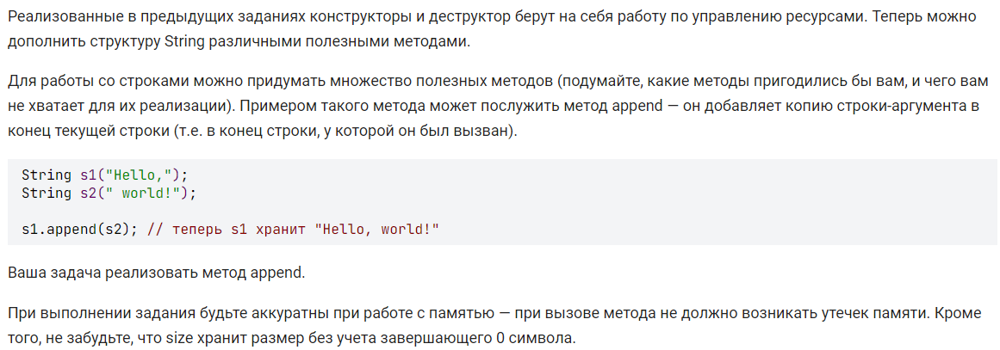 Реализованные в предыдущих заданиях конструкторы и деструктор берут на себя работу по управлению ресурсами. Теперь можно
дополнить структуру String различными полезными методами.
Для работы со строками можно придумать множество полезных методов (подумайте, какие методы пригодились бы вам, и чего вам
не хватает для их реализации). Примером такого метода может послужить метод append — он добавляет копию строки-аргумента в
конец текущей строки (т.е. в конец строки, у которой он был вызван).
String s1("Hello,");
String s2(" world!");
s1.append(s2); // теперь s1 хранит "Hello, world!"
Ваша задача реализовать метод append.
При выполнении задания будьте аккуратны при работе с памятью — при вызове метода не должно возникать утечек памяти. Кроме
того, не забудьте, что size хранит размер без учета завершающего 0 символа.